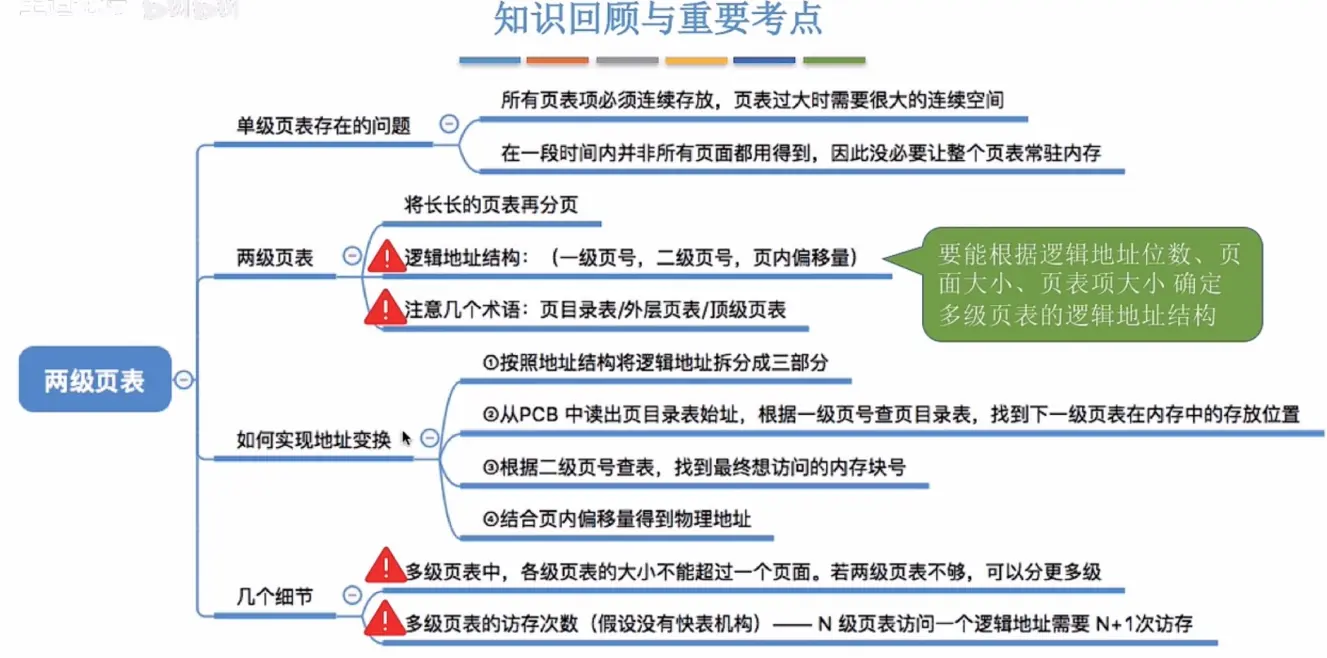 知识回顾与重要考点
单级页表存在的问题
所有页表项必须连续存放，页表过大时需要很大的连续空间
在一段时间内并非所有页面都用得到，因此没必要让整个页表常驻内存
两级页表
将长长的页表再分页
逻辑地址结构：（一级页号，二级页号，页内偏移量）
注意几个术语：页目录表/外层页表/顶级页表
要能根据逻辑地址位数、页
面大小、页表项大小 确定
多级页表的逻辑地址结构
两级页表
如何实现地址变换
①按照地址结构将逻辑地址拆分成三部分
②从PCB 中读出页目录表始址，根据一级页号查页目录表，找到下一级页表在内存中的存放位置
③根据二级页号查表，找到最终想访问的内存块号
④结合页内偏移量得到物理地址
几个细节
多级页表中，各级页表的大小不能超过一个页面。若两级页表不够，可以分更多级
多级页表的访存次数（假设没有快表机构）—— N 级页表访问一个逻辑地址需要 N+1次访存